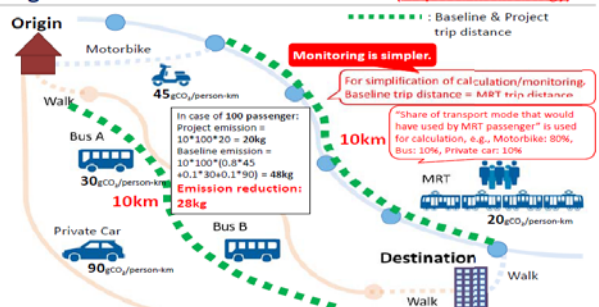 Origin
: Baseline & Project
trip distance
Motorbike
Monitoring is simpler.
For simplification of calculation/monitoring,
Baseline trip distance = MRT trip distance
45gCO₂/person-km
Walk
In case of 100 passenger:
Project emission =
10*100*20 = 20kg
Baseline emission =
10*100*(0.8*45
+0.1*30+0.1*90) = 48kg
Emission reduction:
28kg
10km
"Share of transport mode that would
have used by MRT passenger" is used
for calculation, e.g., Motorbike: 80%,
Bus: 10%, Private car: 10%
Bus A
30gCO₂/person-km
10km
MRT
20gCO₂/person-km
Private Car
90gCO₂/person-km
Bus B
Destination
Walk
Walk